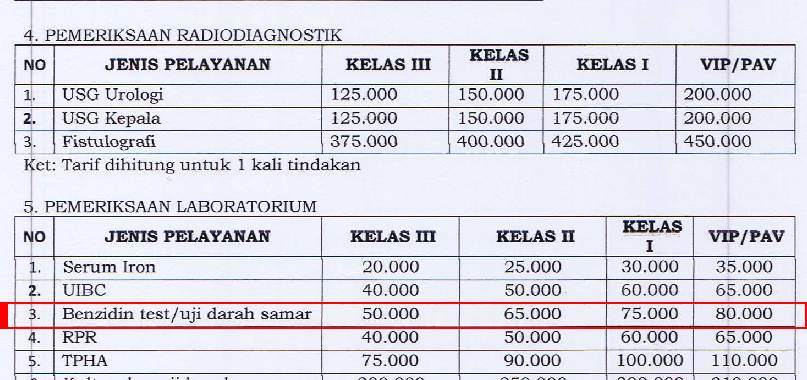 4. PEMERIKSAAN RADIODIAGNOSTIK
NO JENIS PELAYANAN KELAS III KELAS II KELAS I VIP/PAV
1. USG Urologi 125.000 150.000 175.000 200.000
2. USG Kepala 125.000 150.000 175.000 200.000
3. Fistulografi 375.000 400.000 425.000 450.000
Ket: Tarif dihitung untuk 1 kali tindakan
5. PEMERIKSAAN LABORATORIUM
NO JENIS PELAYANAN KELAS III KELAS II KELAS I VIP/PAV
1. Serum Iron 20.000 25.000 30.000 35.000
2. UIBC 40.000 50.000 60.000 65.000
3. Benzidin test/uji darah samar 50.000 65.000 75.000 80.000
4. RPR 40.000 50.000 60.000 65.000
5. TPHA 75.000 90.000 100.000 110.000